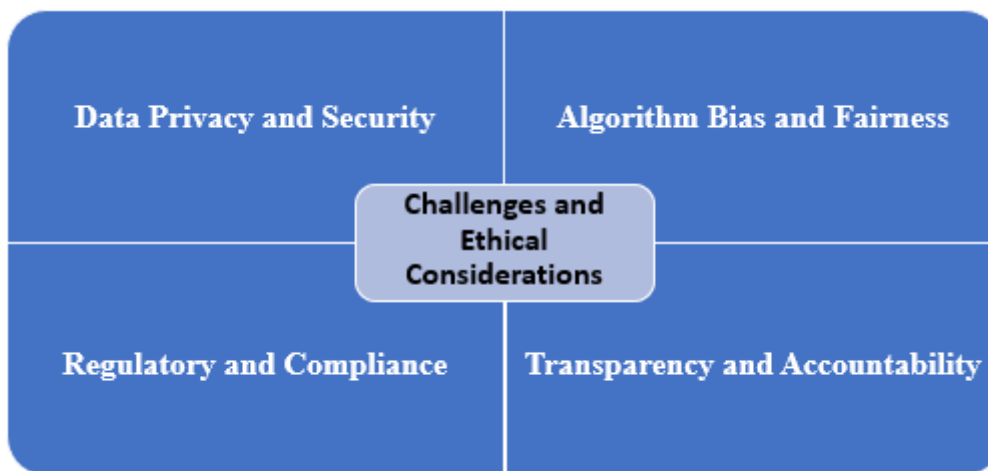 Data Privacy and Security
Algorithm Bias and Fairness
Challenges and
Ethical
Considerations
Regulatory and Compliance
Transparency and Accountability